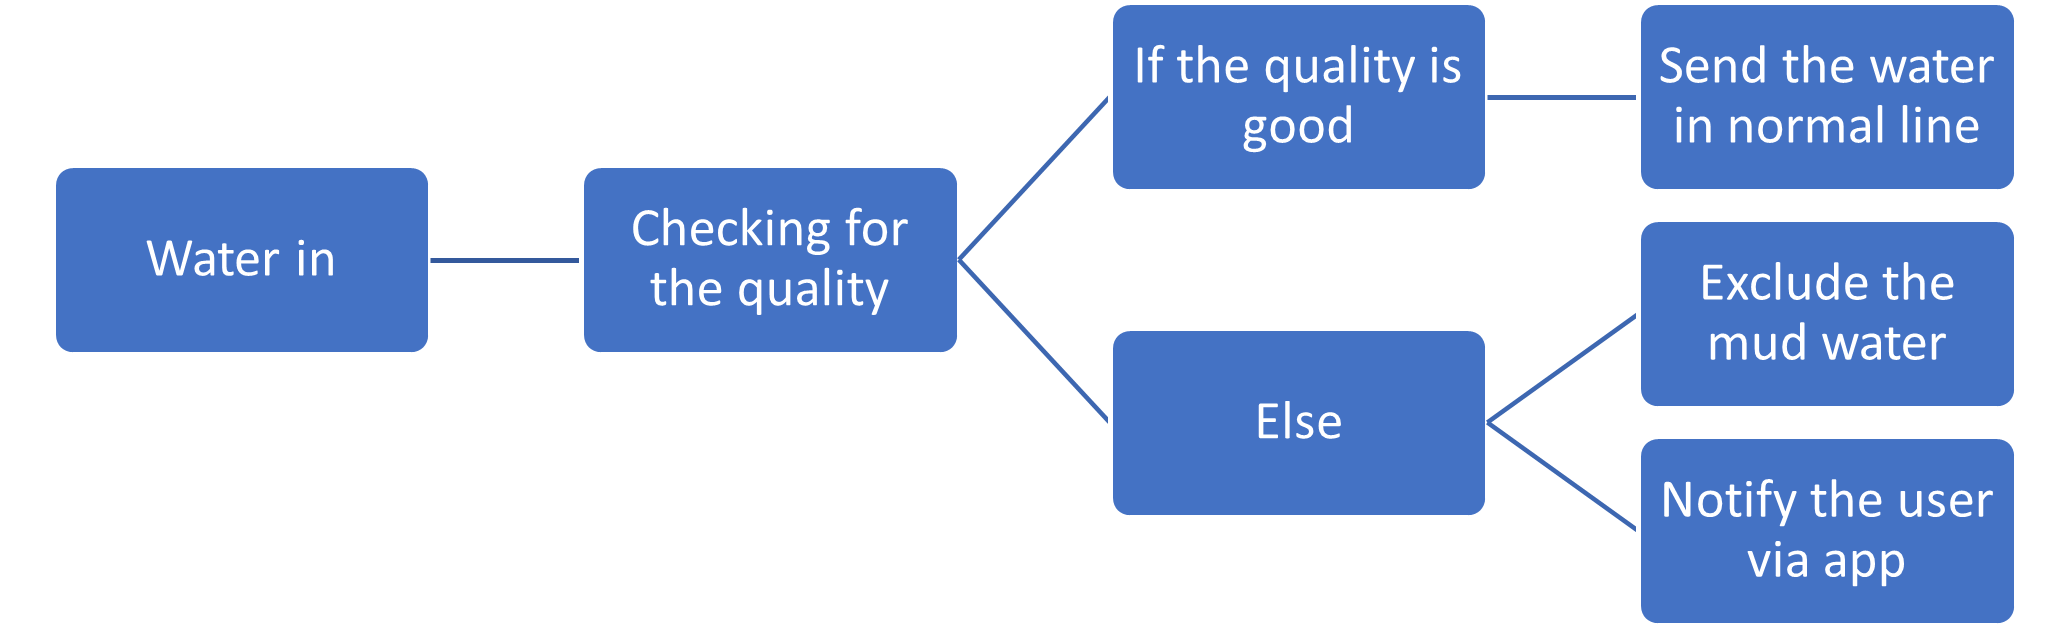 Water in
Checking for
the quality
If the quality is
good
Send the water
in normal line
Else
Exclude the
mud water
Notify the user
via app